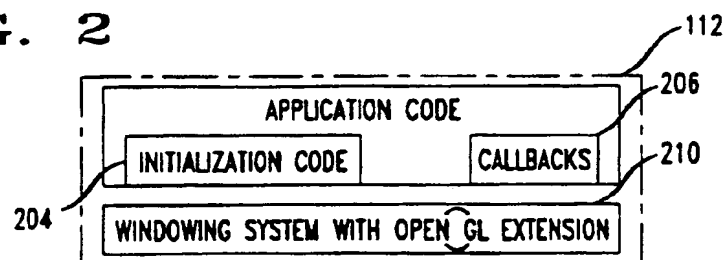 G. 2
112
APPLICATION CODE
206
INITIALIZATION CODE
CALLBACKS
210
204
WINDOWING SYSTEM WITH OPEN GL EXTENSION